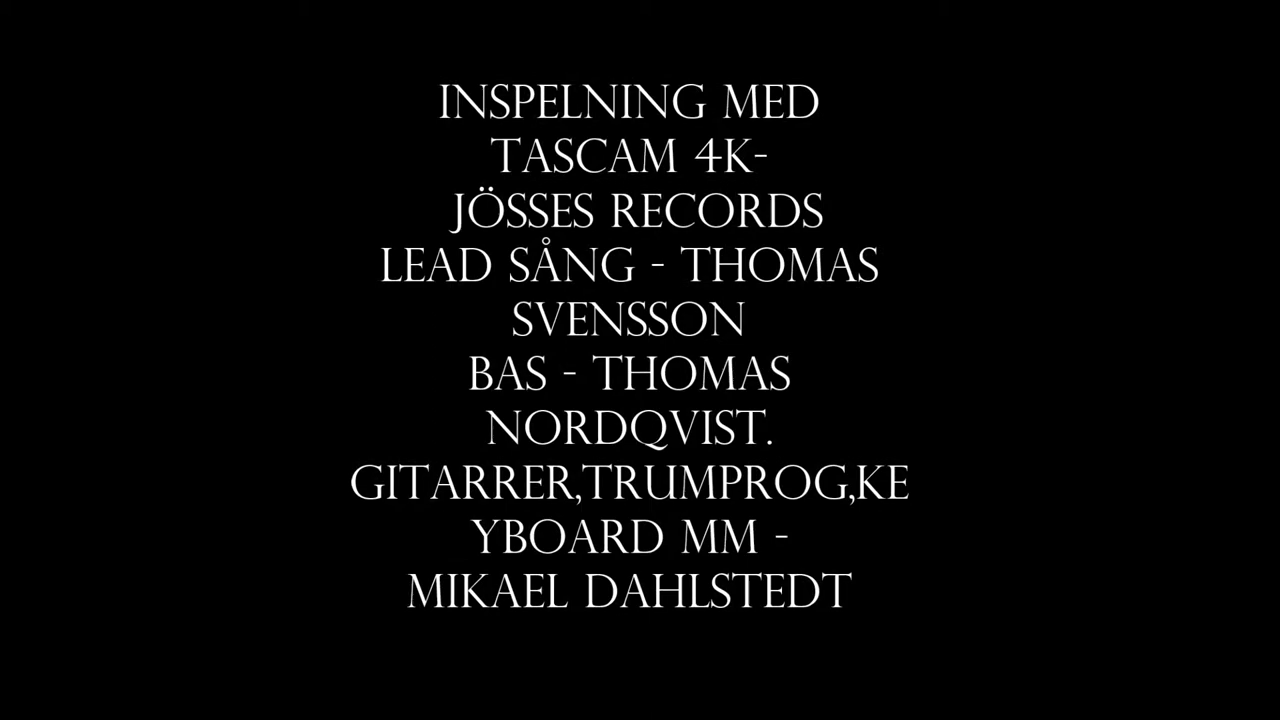 INSPELNING MED
TASCAM 4K-
JÖSSES RECORDS
LEAD SÅNG - THOMAS
SVENSSON
BAS - THOMAS
NORDQVIST.
GITARRER,TRUMPROG,KE
YBOARD MM -
MIKAEL DAHLSTEDT